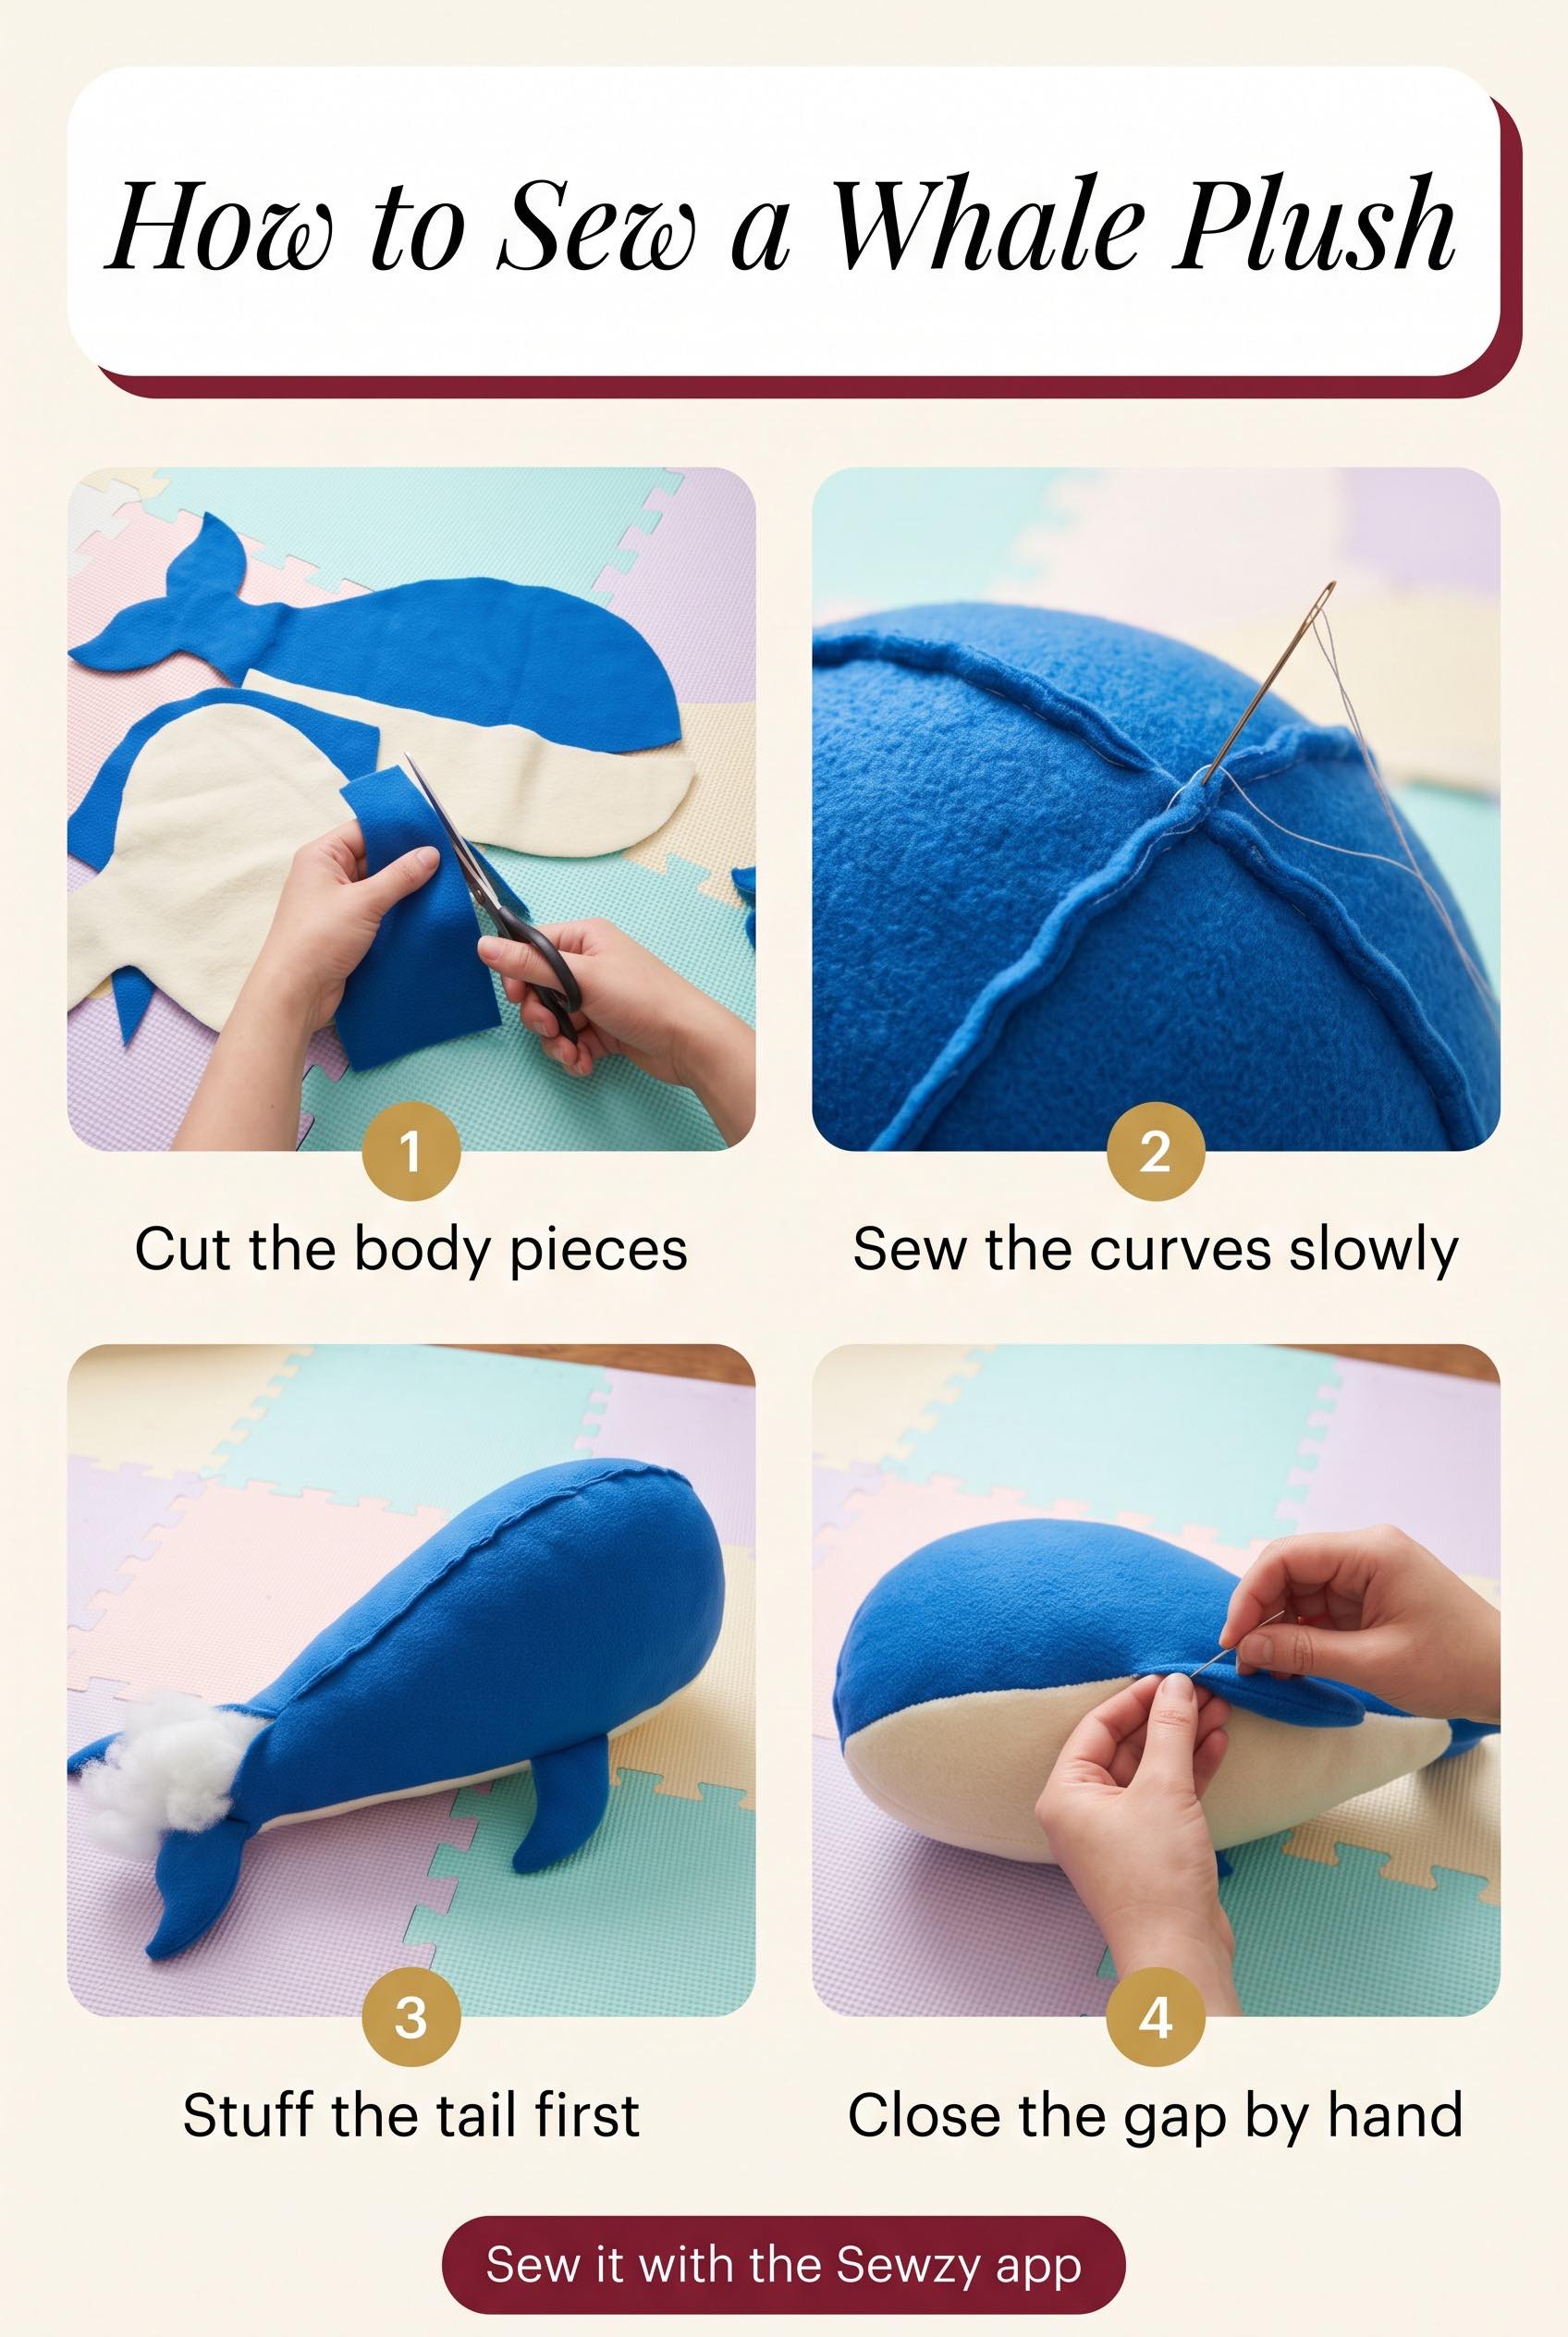 How to Sew a Whale Plush
1
Cut the body pieces
2
Sew the curves slowly
3
Stuff the tail first
4
Close the gap by hand
Sew it with the Sewzy app